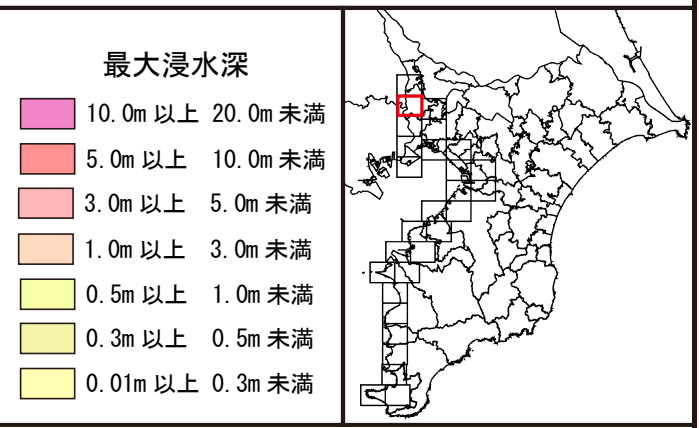 最大浸水深
10.0m 以上 20.0m 未満
5.0m 以上 10.0m 未満
3.0m 以上 5.0m 未満
1.0m 以上 3.0m 未満
0.5m 以上 1.0m 未満
0.3m 以上 0.5m 未満
0.01m 以上 0.3m 未満